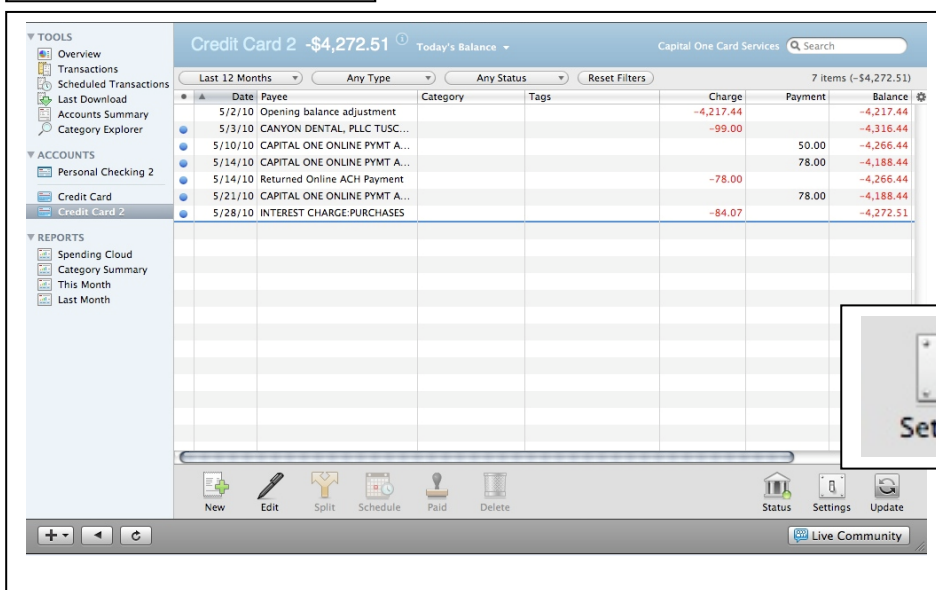 TOOLS
Overview
Transactions
Scheduled Transactions
Last Download
Accounts Summary
Category Explorer
ACCOUNTS
Personal Checking 2
Credit Card
Credit Card 2
REPORTS
Spending Cloud
Category Summary
This Month
Last Month
Credit Card 2 -$4,272.51 Today's Balance Capital One Card Services Search
Last 12 Months Any Type Any Status Reset Filters 7 items (-$4,272.51)
Date Payee Category Tags Charge Payment Balance
5/2/10 Opening balance adjustment -4,217.44 -4,217.44
5/3/10 CANYON DENTAL, PLLC TUSC... -99.00 -4,316.44
5/10/10 CAPITAL ONE ONLINE PYMT A... 50.00 -4,266.44
5/14/10 CAPITAL ONE ONLINE PYMT A... 78.00 -4,188.44
5/14/10 Returned Online ACH Payment -78.00 -4,266.44
5/21/10 CAPITAL ONE ONLINE PYMT A... 78.00 -4,188.44
5/28/10 INTEREST CHARGE:PURCHASES -84.07 -4,272.51
Set
New Edit Split Schedule Paid Delete Status Settings Update
Live Community